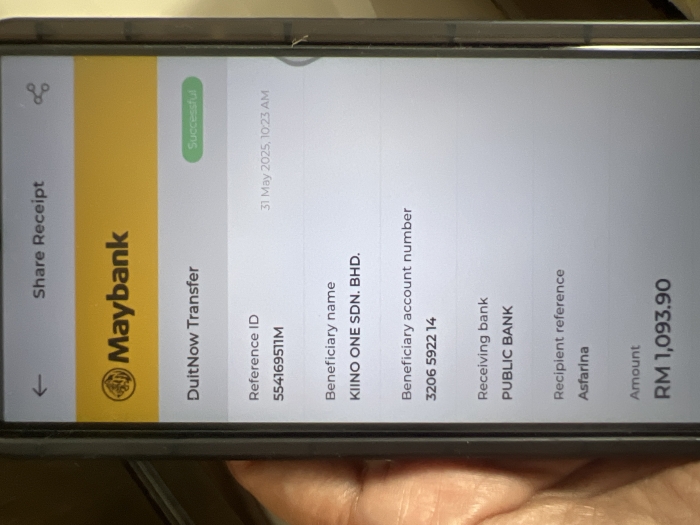 Share Receipt
Maybank
DuitNow Transfer
Successful
Reference ID
554169511M
31 May 2025, 10:23 AM
Beneficiary name
KIINO ONE SDN. BHD.
Beneficiary account number
3206 5922 14
Receiving bank
PUBLIC BANK
Recipient reference
Asfarina
Amount
RM 1,093.90